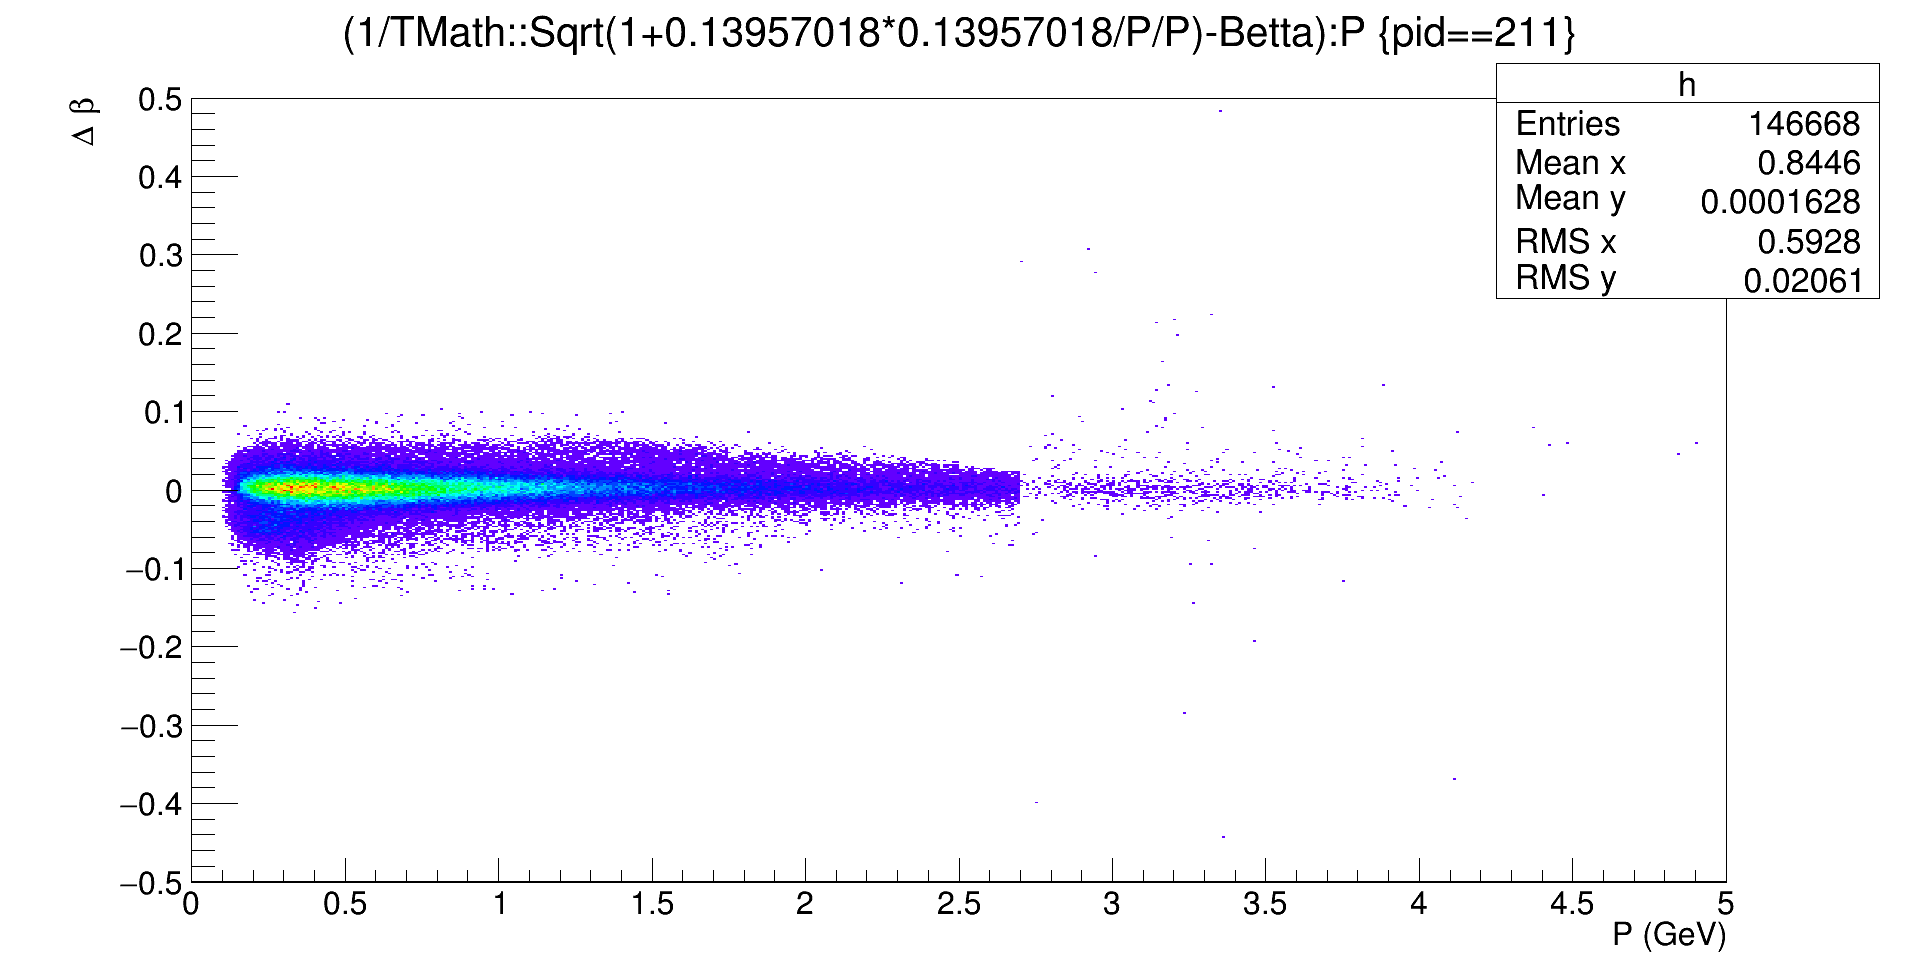 (1/TMath::Sqrt(1+0.13957018*0.13957018/P/P)-Betta):P {pid==211}
h
Entries 146668
Mean x 0.8446
Mean y 0.0001628
RMS x 0.5928
RMS y 0.02061
Δ β
0.5
0.4
0.3
0.2
0.1
0
−0.1
−0.2
−0.3
−0.4
−0.5
0 0.5 1 1.5 2 2.5 3 3.5 4 4.5 5
P (GeV)